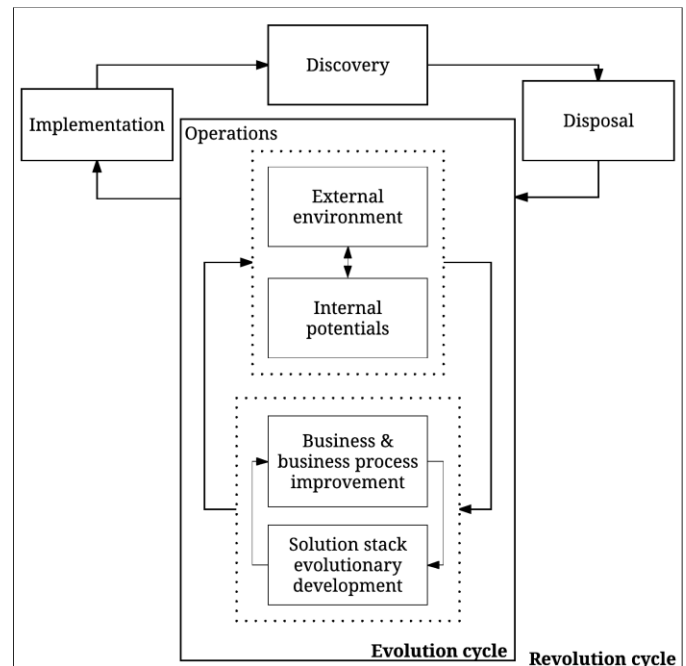 Discovery
Implementation
Disposal
Operations
External
environment
Internal
potentials
Business &
business process
improvement
Solution stack
evolutionary
development
Evolution cycle
Revolution cycle